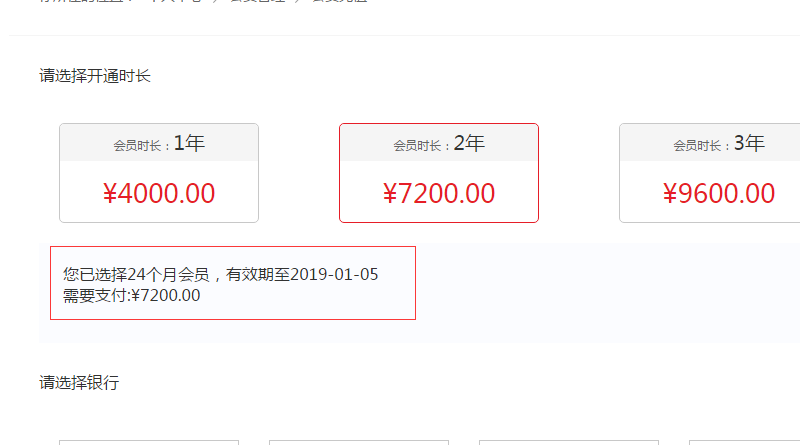 请选择开通时长
会员时长：1年
会员时长：2年
会员时长：3年
¥4000.00
¥7200.00
¥9600.00
您已选择24个月会员，有效期至2019-01-05
需要支付:¥7200.00
请选择银行